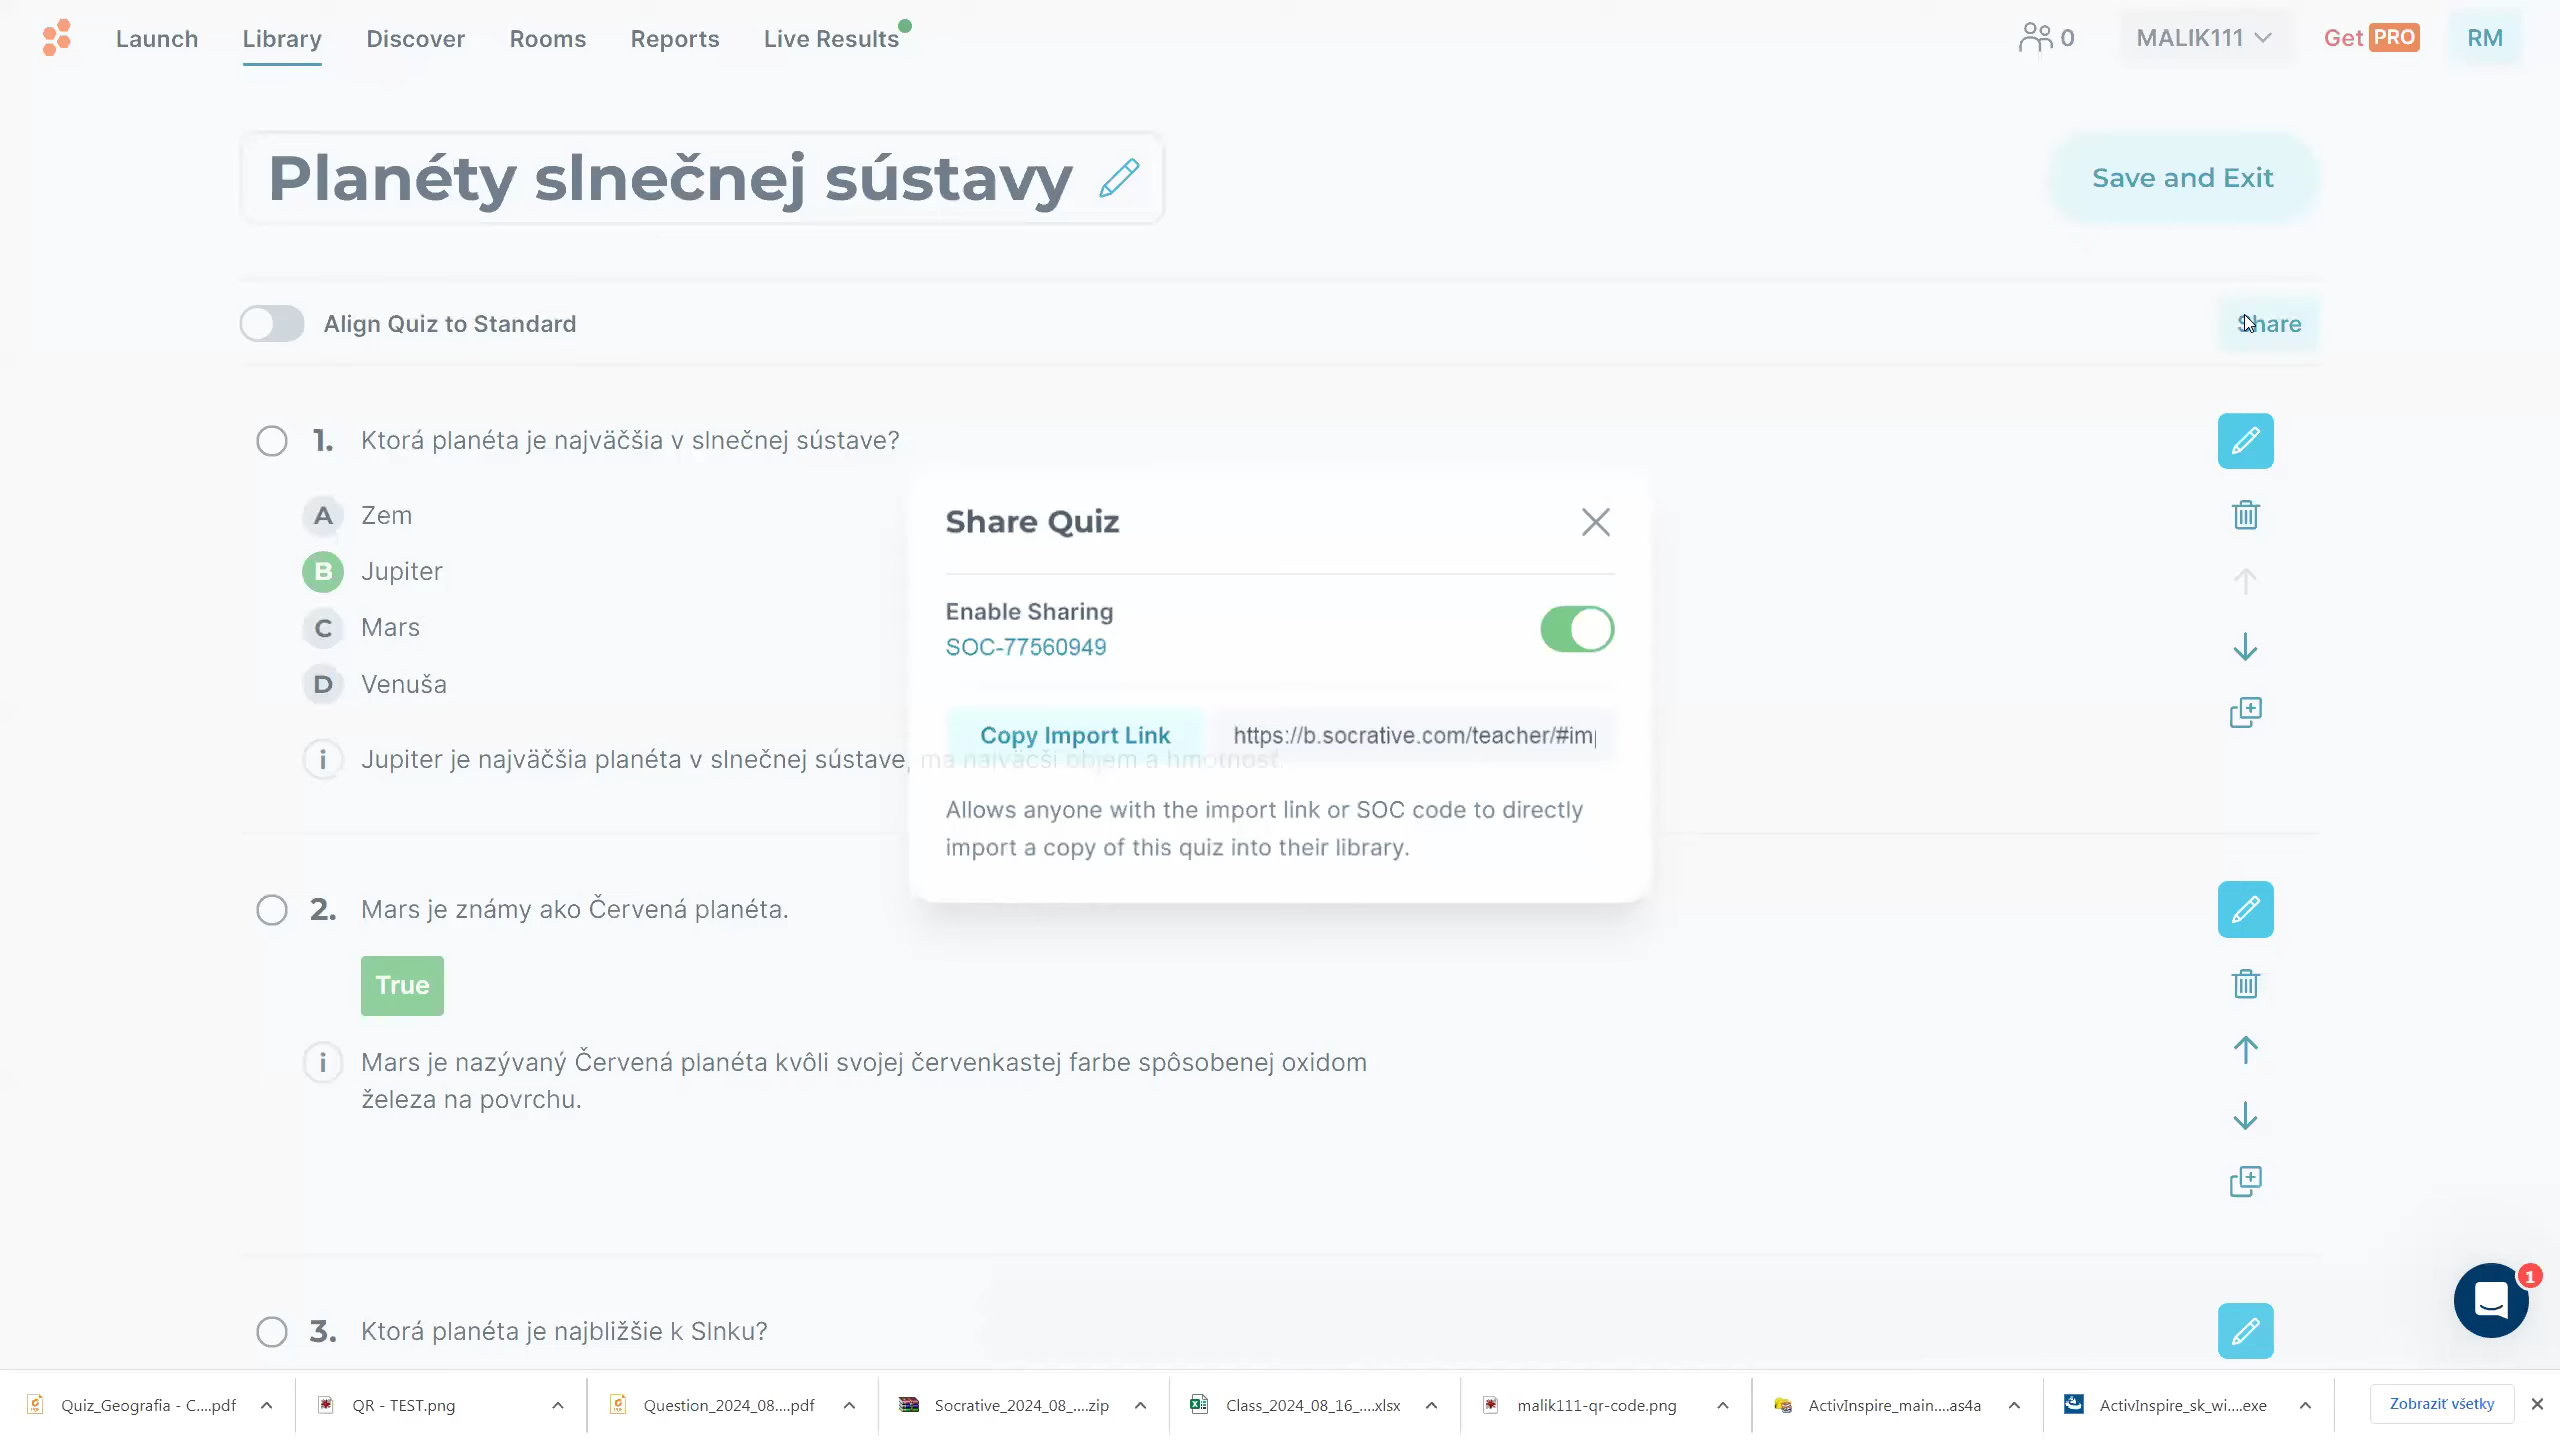 Launch Library Discover Rooms Reports Live Results 0 MALIK111 Get PRO RM
Planéty slnečnej sústavy
Save and Exit
Align Quiz to Standard
Share
1. Ktorá planéta je najväčšia v slnečnej sústave?
A Zem
B Jupiter
C Mars
D Venuša
i Jupiter je najväčšia planéta v slnečnej sústave, má najväčší objem a hmotnosť.
Share Quiz
Enable Sharing
SOC-77560949
Copy Import Link https://b.socrative.com/teacher/#imp
Allows anyone with the import link or SOC code to directly
import a copy of this quiz into their library.
2. Mars je známy ako Červená planéta.
True
i Mars je nazývaný Červená planéta kvôli svojej červenkastej farbe spôsobenej oxidom
železa na povrchu.
3. Ktorá planéta je najbližšie k Slnku?
1
Quiz_Geografia - C....pdf QR - TEST.png Question_2024_08....pdf Socrative_2024_08_....zip Class_2024_08_16_....xlsx malik111-qr-code.png ActivInspire_main....as4a ActivInspire_sk_wi....exe Zobraziť všetky